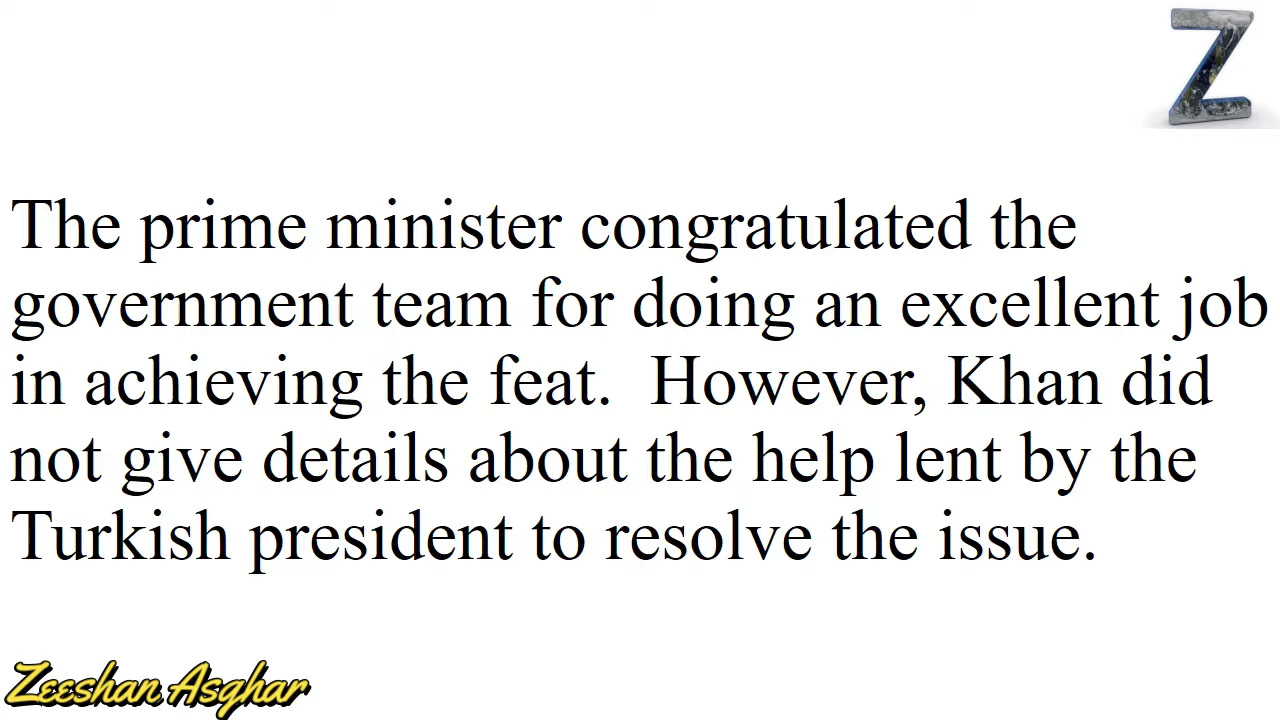 Z
The prime minister congratulated the
government team for doing an excellent job
in achieving the feat.  However, Khan did
not give details about the help lent by the
Turkish president to resolve the issue.
Zeeshan Asghar